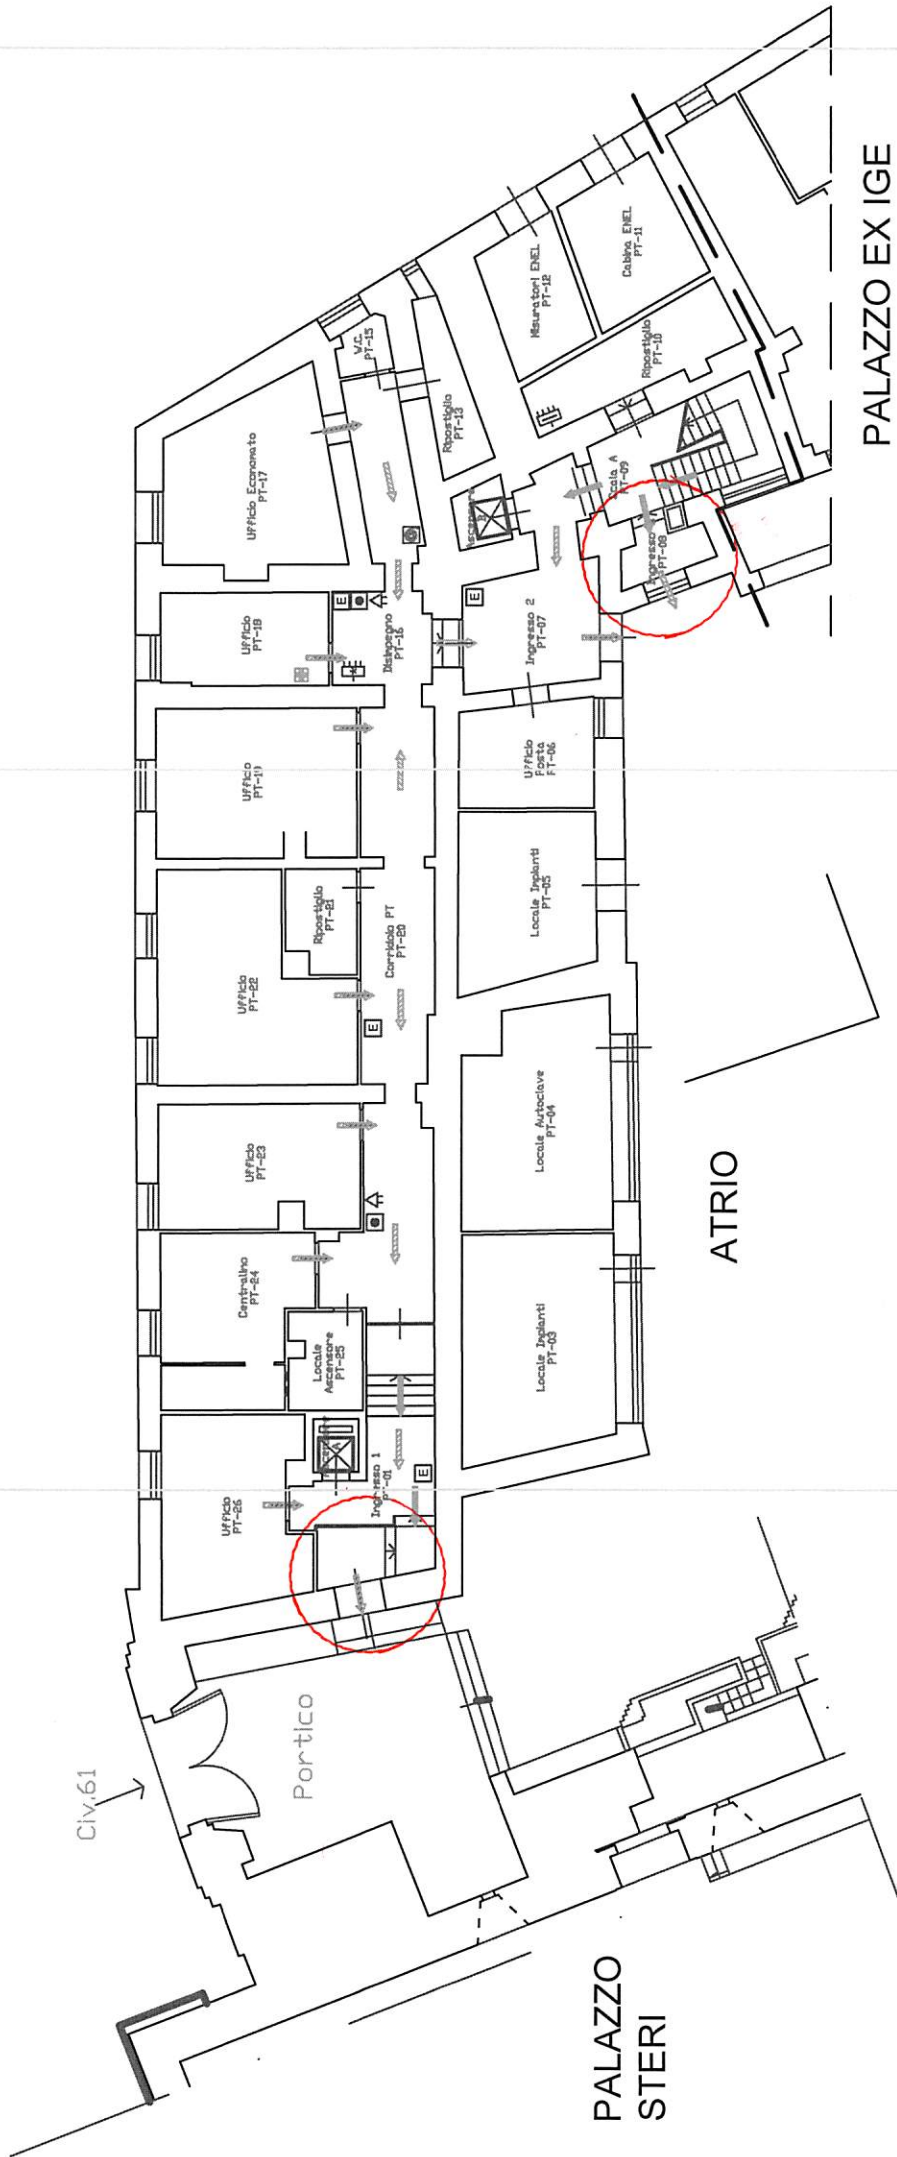 Civ.61
Portico
Ufficio
PT-26
Ascensore
A
Ingresso 1
E
Locale
Ascensore
PT-25
Centralino
PT-24
Ufficio
PT-23
Ufficio
PT-22
Ripostiglio
PT-21
E
Corridoio PT
PT-20
Ufficio
Ufficio
PT-18
E
Disimpegno
PT-16
Ufficio Economato
PT-17
W.C.
PT-15
Ripostiglio
PT-13
Ascensore
Misuratori ENEL
PT-12
Cabina ENEL
PT-11
Ripostiglio
PT-10
Scala A
PT-09
Ingresso
PT-08
E
Ingresso 2
PT-07
Ufficio
Posta
Locale Impianti
PT-05
Locale Autoclave
PT-04
Locale Impianti
PT-03
ATRIO
PALAZZO EX IGE
PALAZZO
STERI